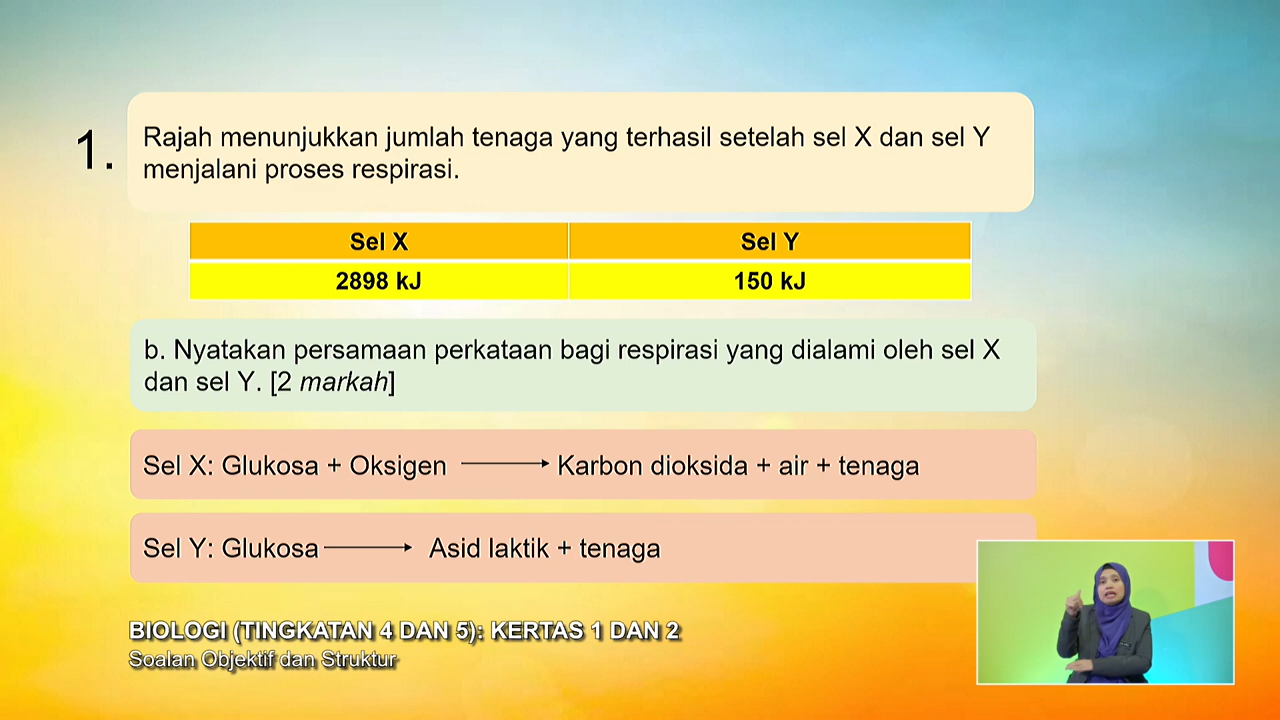 1.
Rajah menunjukkan jumlah tenaga yang terhasil setelah sel X dan sel Y
menjalani proses respirasi.
Sel X Sel Y
2898 kJ 150 kJ
b. Nyatakan persamaan perkataan bagi respirasi yang dialami oleh sel X
dan sel Y. [2 markah]
Sel X: Glukosa + Oksigen ⟶ Karbon dioksida + air + tenaga
Sel Y: Glukosa ⟶ Asid laktik + tenaga
BIOLOGI (TINGKATAN 4 DAN 5): KERTAS 1 DAN 2
Soalan Objektif dan Struktur